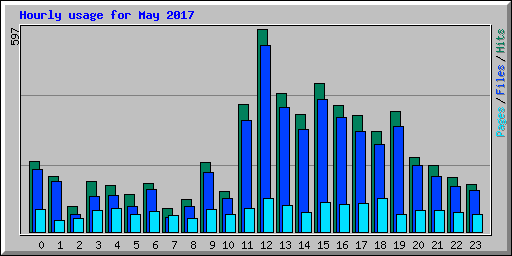 Hourly usage for May 2017
597
Pages / Files / Hits
0 1 2 3 4 5 6 7 8 9 10 11 12 13 14 15 16 17 18 19 20 21 22 23